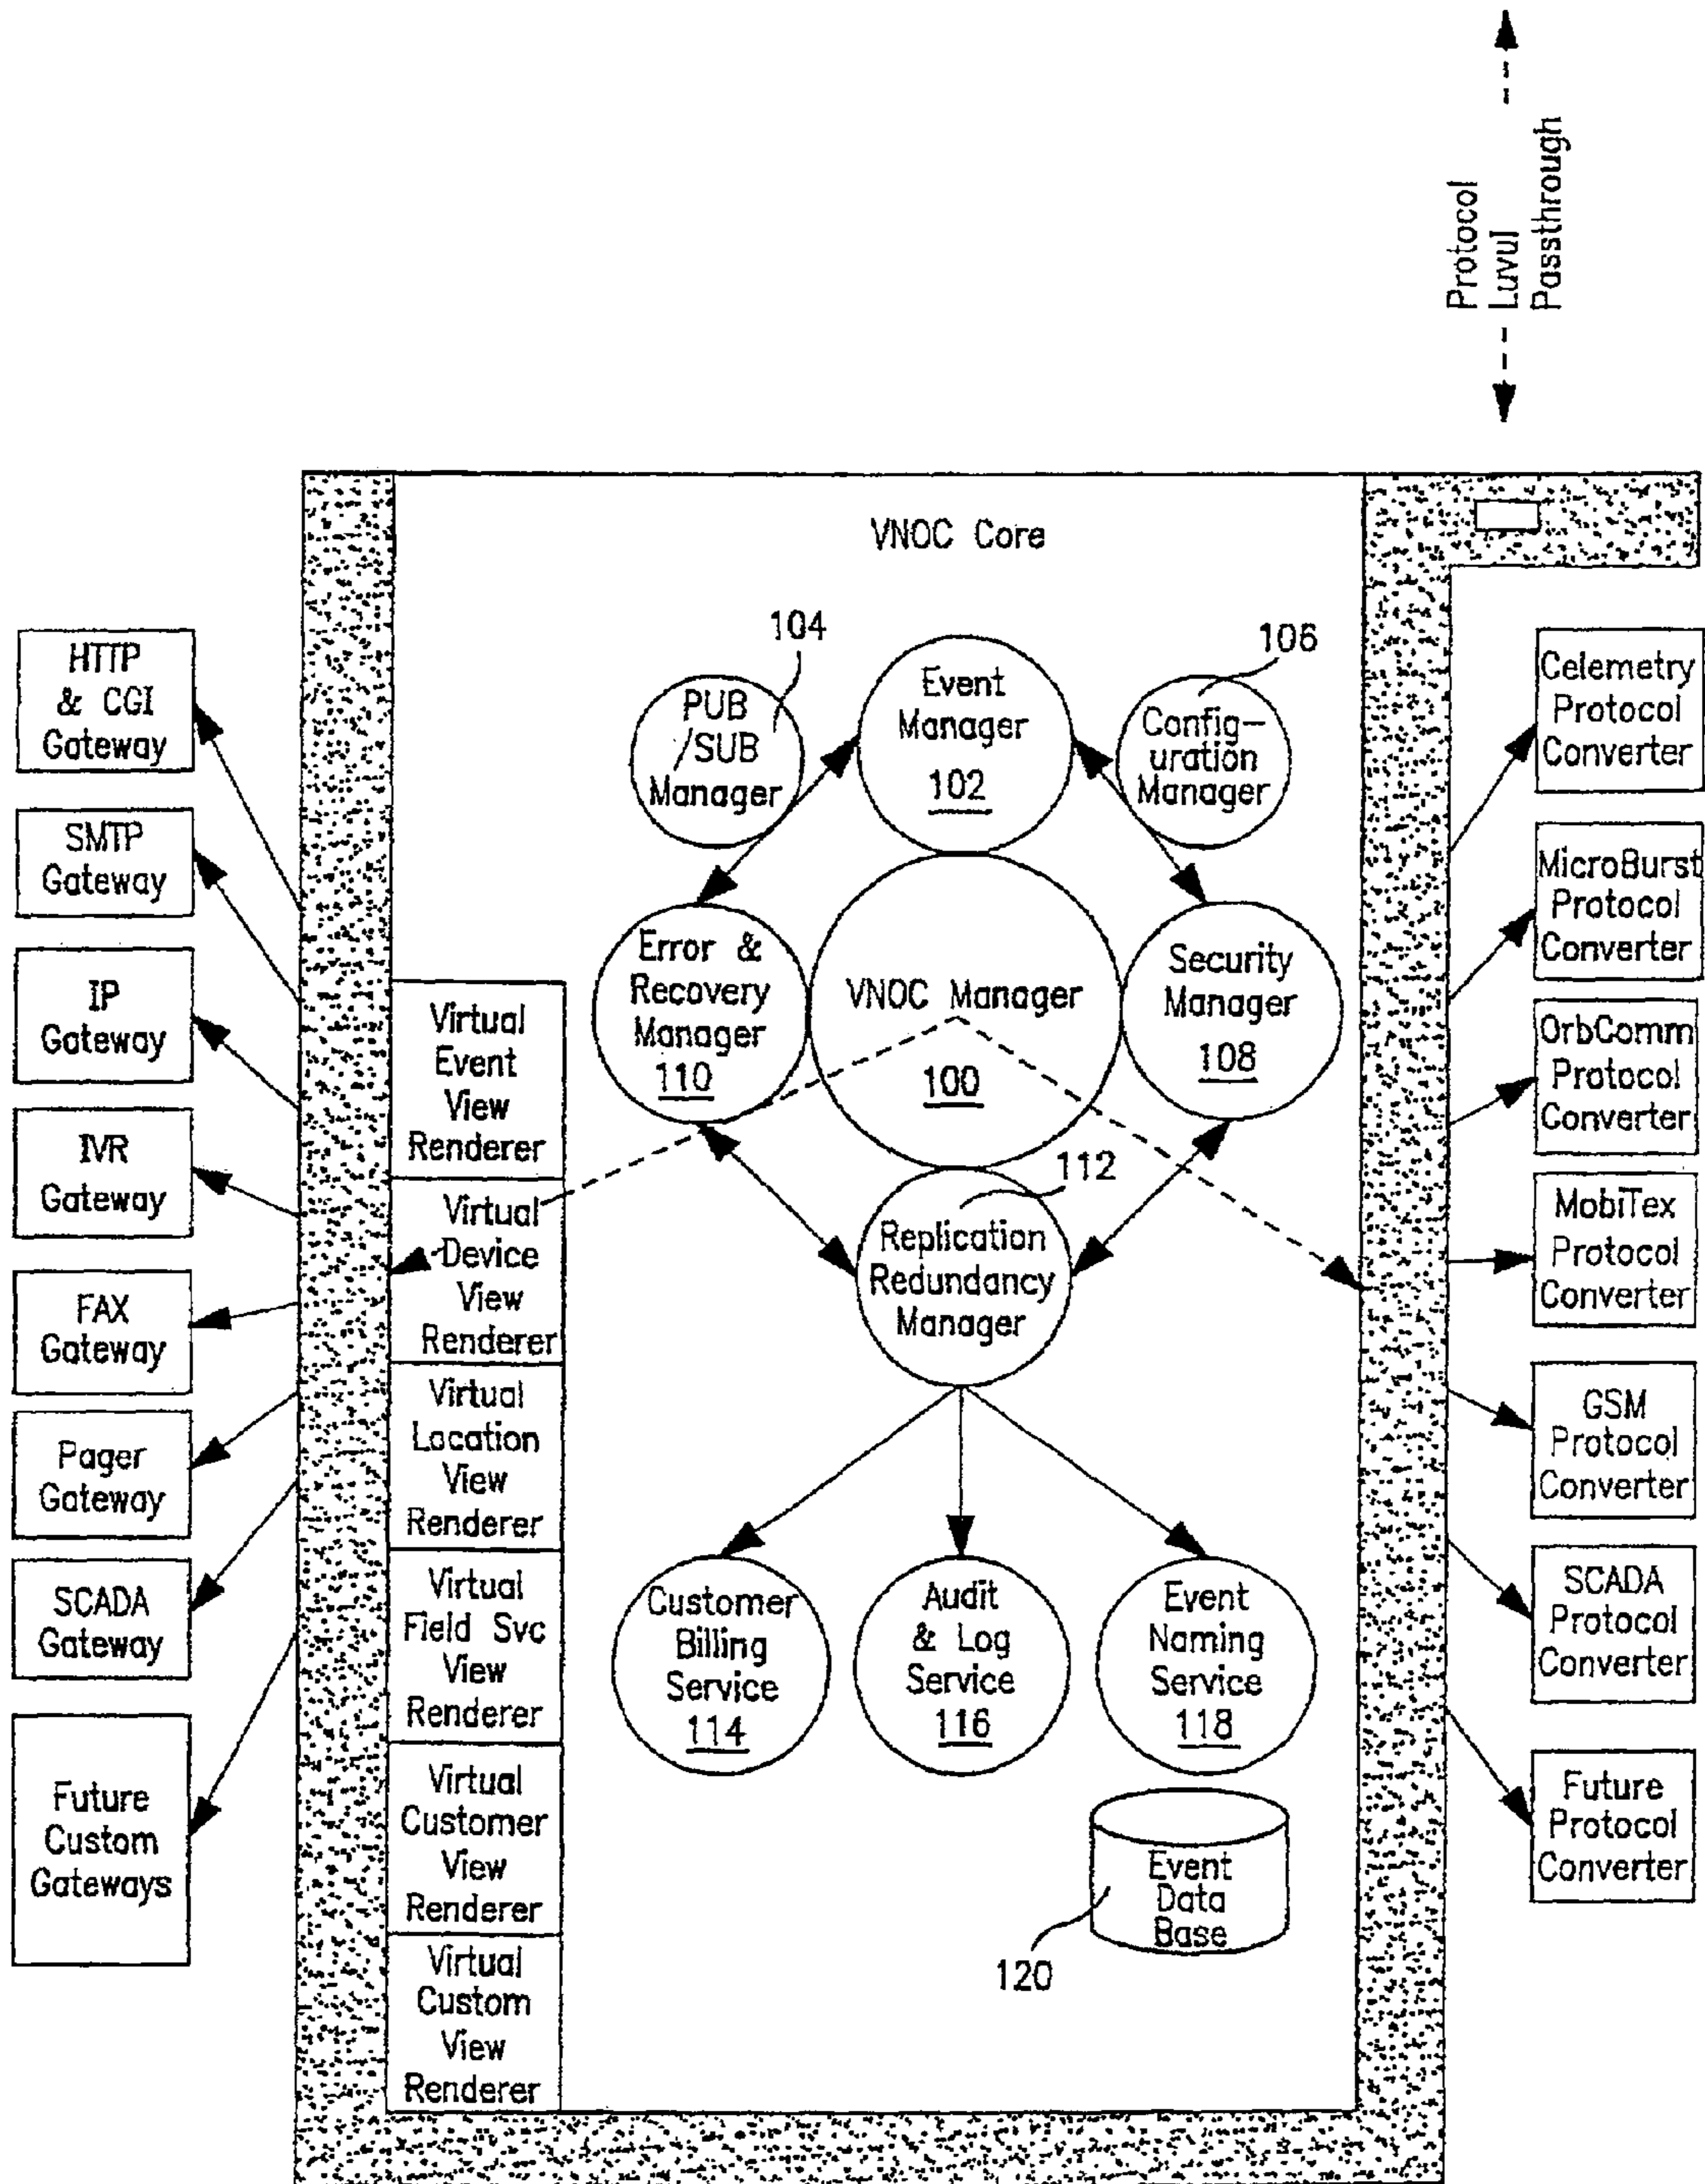 Protocol
Luvul
Passthrough
VNOC Core
HTTP
& CGI
Gateway
SMTP
Gateway
IP
Gateway
IVR
Gateway
FAX
Gateway
Pager
Gateway
SCADA
Gateway
Future
Custom
Gateways
Virtual
Event
View
Renderer
Virtual
Device
View
Renderer
Virtual
Location
View
Renderer
Virtual
Field Svc
View
Renderer
Virtual
Customer
View
Renderer
Virtual
Custom
View
Renderer
104
PUB
/SUB
Manager
Event
Manager
102
106
Config-
uration
Manager
Error &
Recovery
Manager
110
VNOC Manager
100
Security
Manager
108
112
Replication
Redundancy
Manager
Customer
Billing
Service
114
Audit
& Log
Service
116
Event
Naming
Service
118
Event
Data
Base
120
Celemetry
Protocol
Converter
MicroBurst
Protocol
Converter
OrbComm
Protocol
Converter
MobiTex
Protocol
Converter
GSM
Protocol
Converter
SCADA
Protocol
Converter
Future
Protocol
Converter